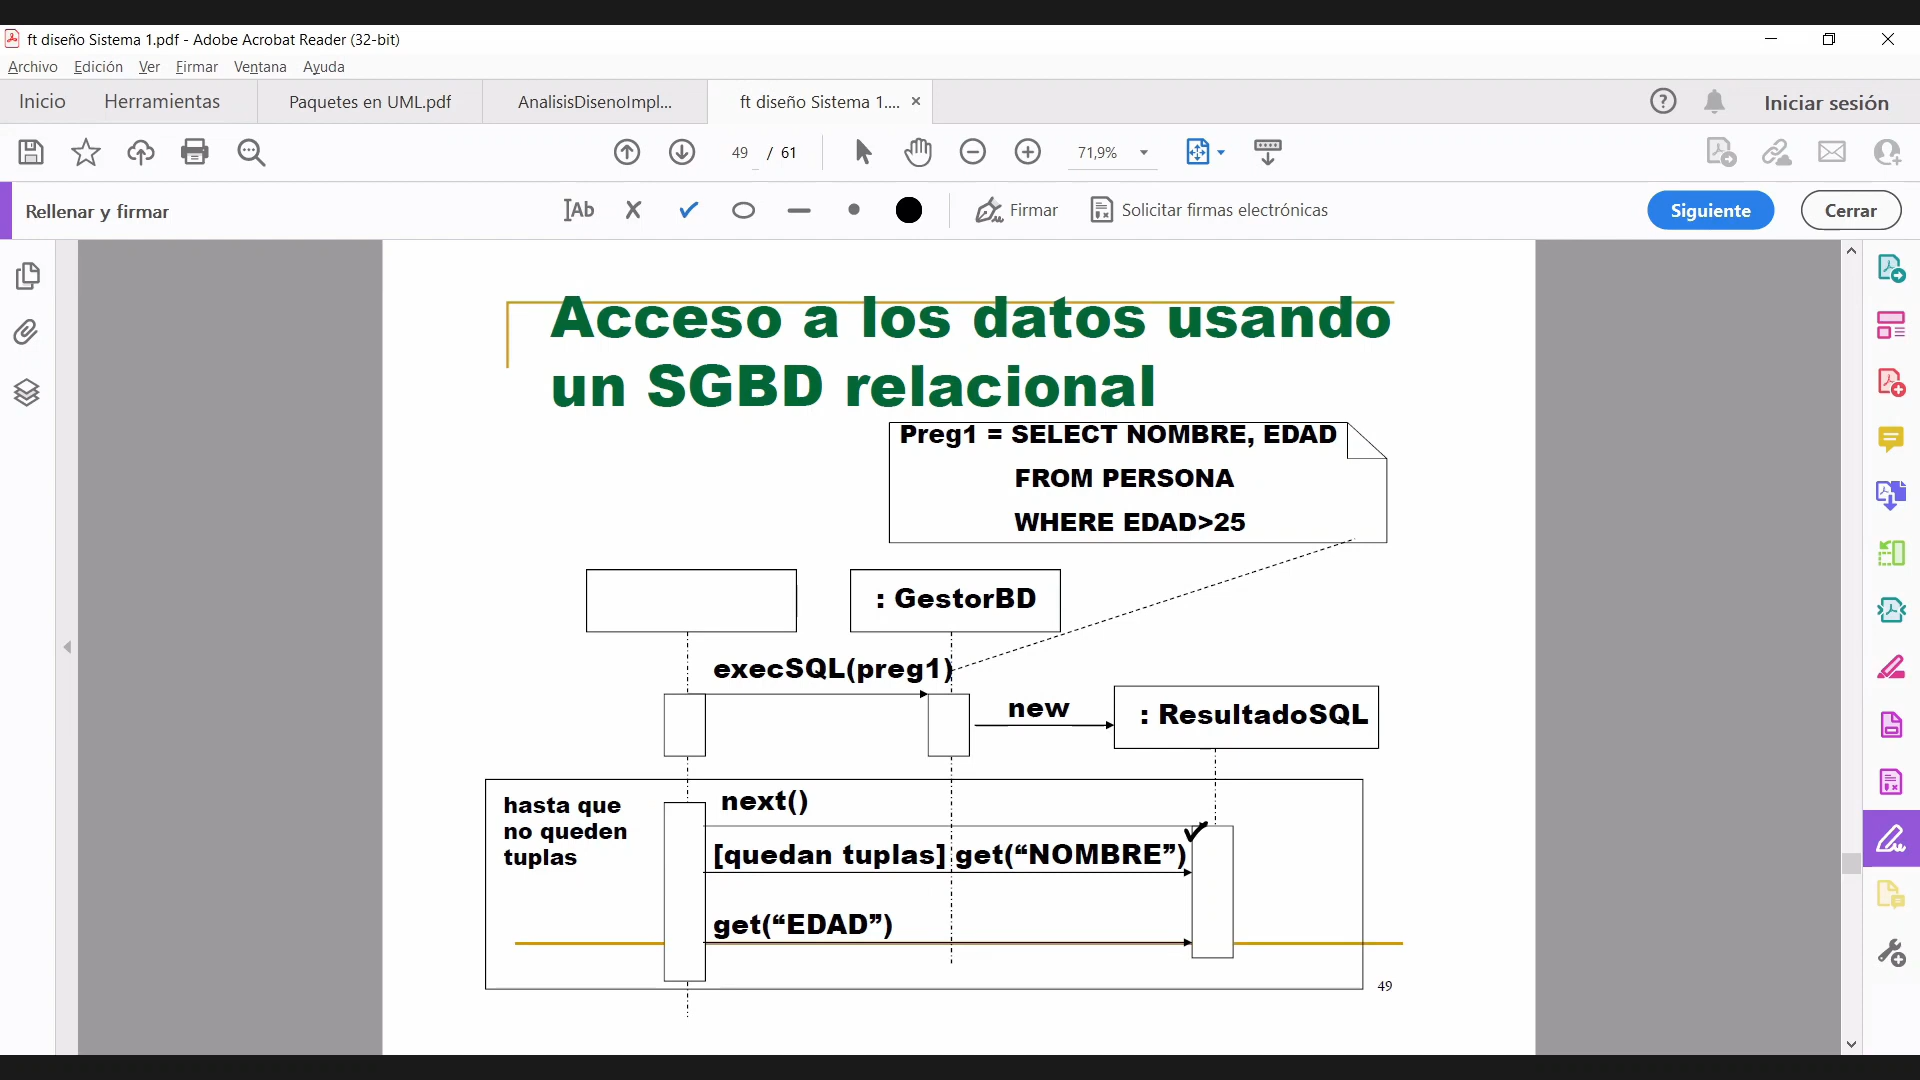 ft diseño Sistema 1.pdf - Adobe Acrobat Reader (32-bit)
Archivo Edición Ver Firmar Ventana Ayuda
Inicio Herramientas Paquetes en UML.pdf AnalisisDisenoImpl... ft diseño Sistema 1.... × Iniciar sesión
49 / 61 71,9%
Rellenar y firmar Ab Firmar Solicitar firmas electrónicas Siguiente Cerrar
Acceso a los datos usando
un SGBD relacional
Preg1 = SELECT NOMBRE, EDAD
FROM PERSONA
WHERE EDAD>25
: GestorBD
execSQL(preg1)
new
: ResultadoSQL
hasta que
no queden
tuplas
next()
[quedan tuplas] get(“NOMBRE”)
get(“EDAD”)
49